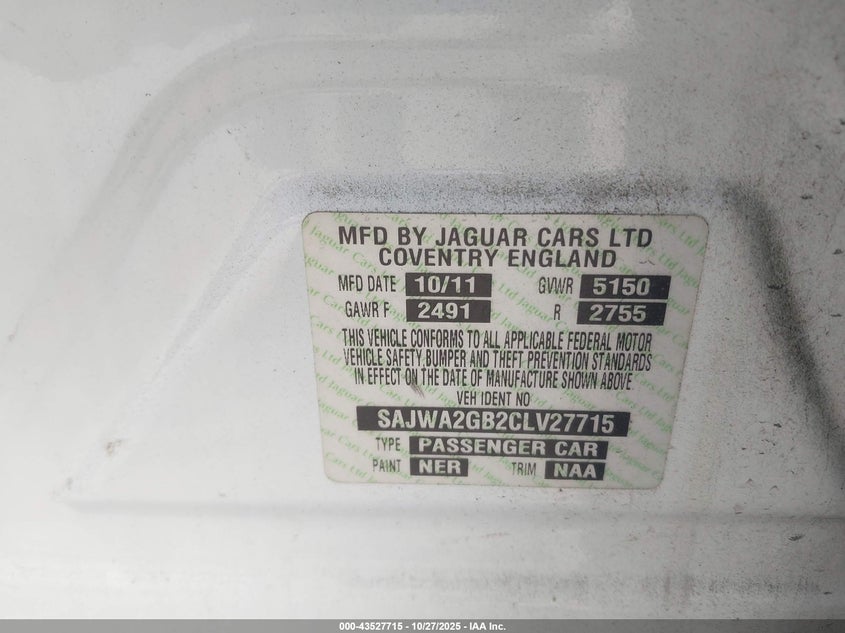 MFD BY JAGUAR CARS LTD
COVENTRY ENGLAND
MFD DATE 10/11 GVWR 5150
GAWR F 2491 R 2755
THIS VEHICLE CONFORMS TO ALL APPLICABLE FEDERAL MOTOR
VEHICLE SAFETY,BUMPER AND THEFT PREVENTION STANDARDS
IN EFFECT ON THE DATE OF MANUFACTURE SHOWN ABOVE
VEH IDENT NO
SAJWA2GB2CLV27715
TYPE PASSENGER CAR
PAINT NER TRIM NAA
000-43527715 - 10/27/2025 - IAA Inc.